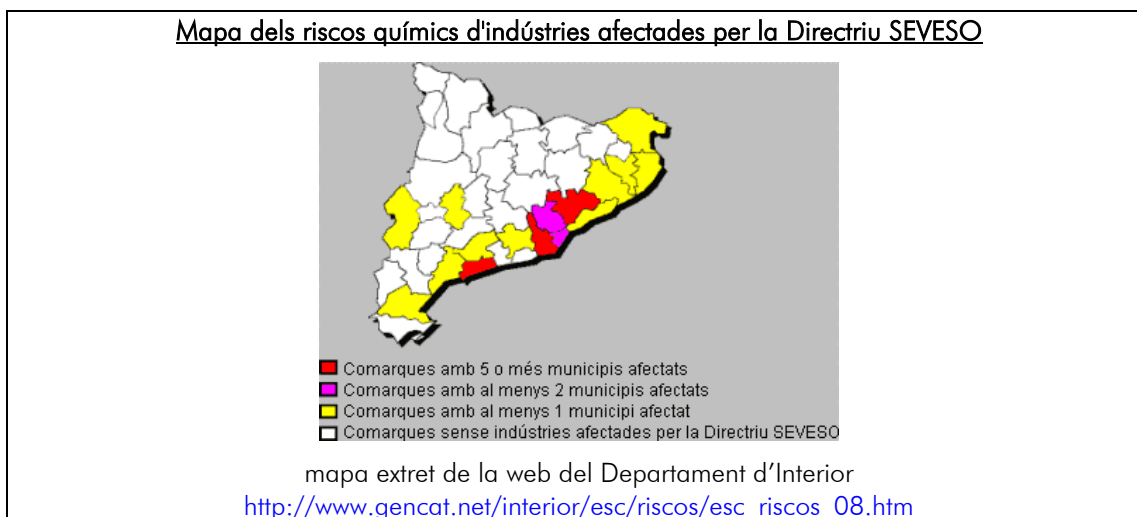 Mapa dels riscos químics d'indústries afectades per la Directriu SEVESO
Comarques amb 5 o més municipis afectats
Comarques amb al menys 2 municipis afectats
Comarques amb al menys 1 municipi afectat
Comarques sense indústries afectades per la Directriu SEVESO
mapa extret de la web del Departament d’Interior
http://www.gencat.net/interior/esc/riscos/esc_riscos_08.htm